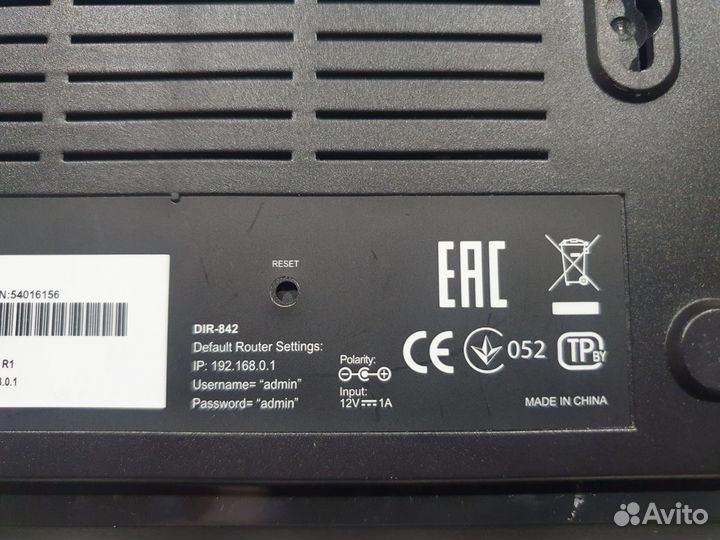 N:54016156
R1
.0.1
RESET
DIR-842
Default Router Settings:
IP: 192.168.0.1
Username= “admin”
Password= “admin”
Polarity:
Input:
12V 1A
EAC
CE
052
TP BY
MADE IN CHINA
Avito